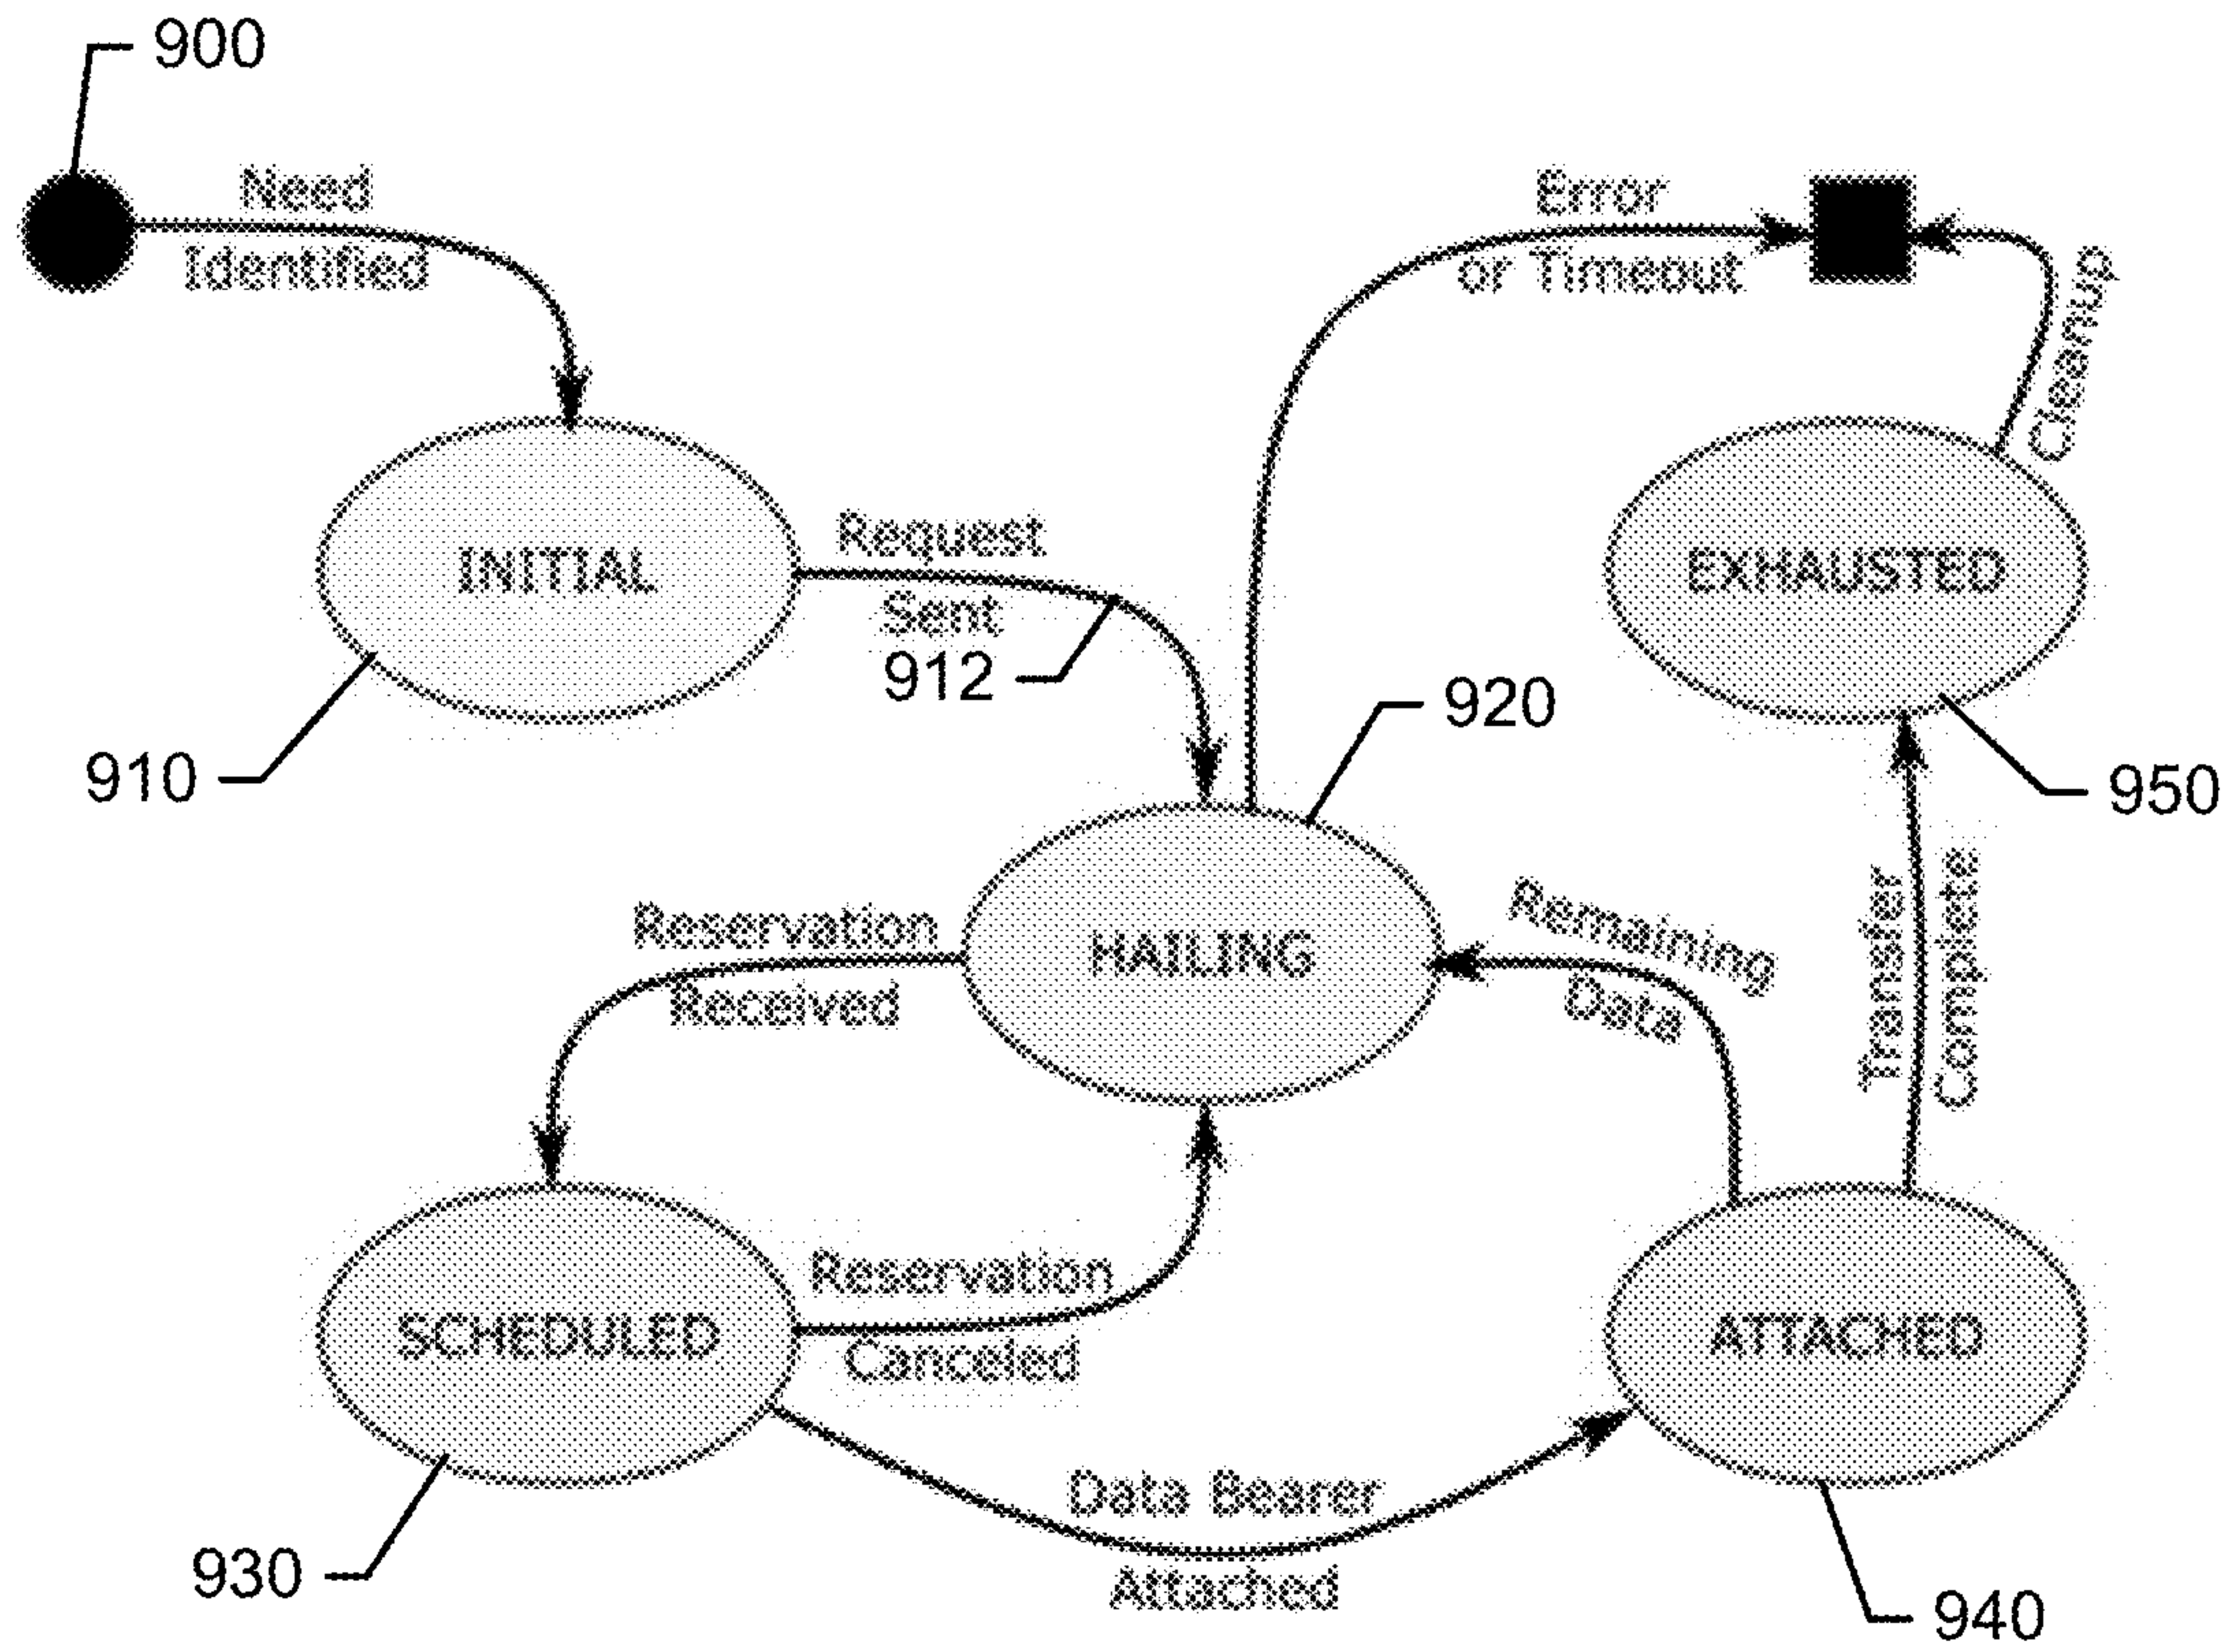 900
Need
Identified
Error
or Timeout
Cleanup
INITIAL
Request
Sent
912
EXHAUSTED
910
920
950
Reservation
Received
HAILING
Remaining
Data
Transfer
Complete
SCHEDULED
Reservation
Canceled
ATTACHED
Data Bearer
Attached
930
940